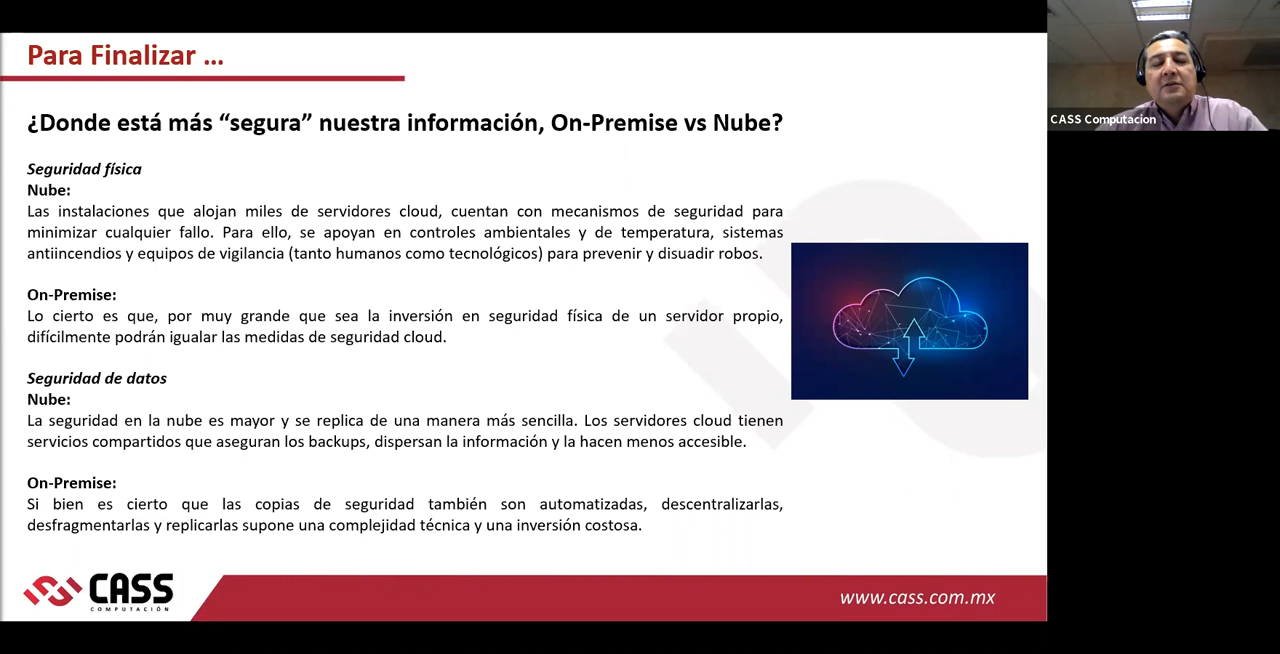 Para Finalizar ...
¿Donde está más “segura” nuestra información, On-Premise vs Nube?
Seguridad física
Nube:
Las instalaciones que alojan miles de servidores cloud, cuentan con mecanismos de seguridad para
minimizar cualquier fallo. Para ello, se apoyan en controles ambientales y de temperatura, sistemas
antiincendios y equipos de vigilancia (tanto humanos como tecnológicos) para prevenir y disuadir robos.
On-Premise:
Lo cierto es que, por muy grande que sea la inversión en seguridad física de un servidor propio,
difícilmente podrán igualar las medidas de seguridad cloud.
Seguridad de datos
Nube:
La seguridad en la nube es mayor y se replica de una manera más sencilla. Los servidores cloud tienen
servicios compartidos que aseguran los backups, dispersan la información y la hacen menos accesible.
On-Premise:
Si bien es cierto que las copias de seguridad también son automatizadas, descentralizarlas,
desfragmentarlas y replicarlas supone una complejidad técnica y una inversión costosa.
CASS
COMPUTACIÓN
www.cass.com.mx
CASS Computacion